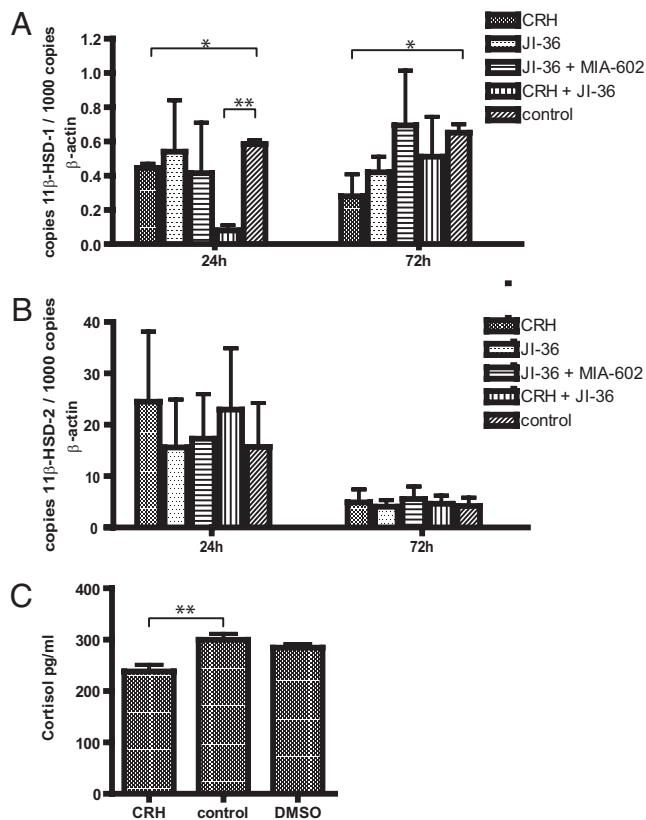 A
copies 11β-HSD-1 / 1000 copies
β-actin
1.2
1.0
0.8
0.6
0.4
0.2
0.0
*
**
*
24h
72h
CRH
JI-36
JI-36 + MIA-602
CRH + JI-36
control
B
copies 11β-HSD-2 / 1000 copies
β-actin
40
30
20
10
0
24h
72h
CRH
JI-36
JI-36 + MIA-602
CRH + JI-36
control
C
Cortisol pg/ml
400
300
200
100
0
**
CRH
control
DMSO